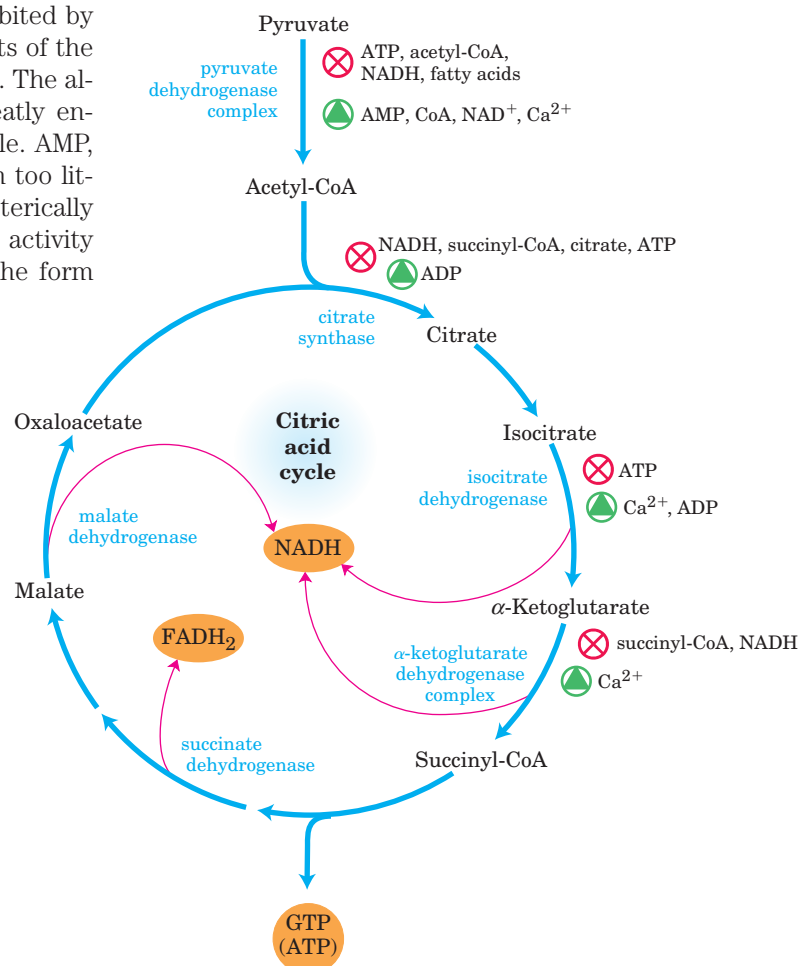 bited by
ts of the
. The al-
eatly en-
le. AMP,
n too lit-
terically
activity
he form
Pyruvate
pyruvate
dehydrogenase
complex
ATP, acetyl-CoA,
NADH, fatty acids
AMP, CoA, NAD⁺, Ca²⁺
Acetyl-CoA
NADH, succinyl-CoA, citrate, ATP
ADP
citrate
synthase
Citrate
Oxaloacetate
Citric
acid
cycle
Isocitrate
isocitrate
dehydrogenase
ATP
Ca²⁺, ADP
malate
dehydrogenase
NADH
Malate
α-Ketoglutarate
FADH₂
α-ketoglutarate
dehydrogenase
complex
succinyl-CoA, NADH
Ca²⁺
succinate
dehydrogenase
Succinyl-CoA
GTP
(ATP)